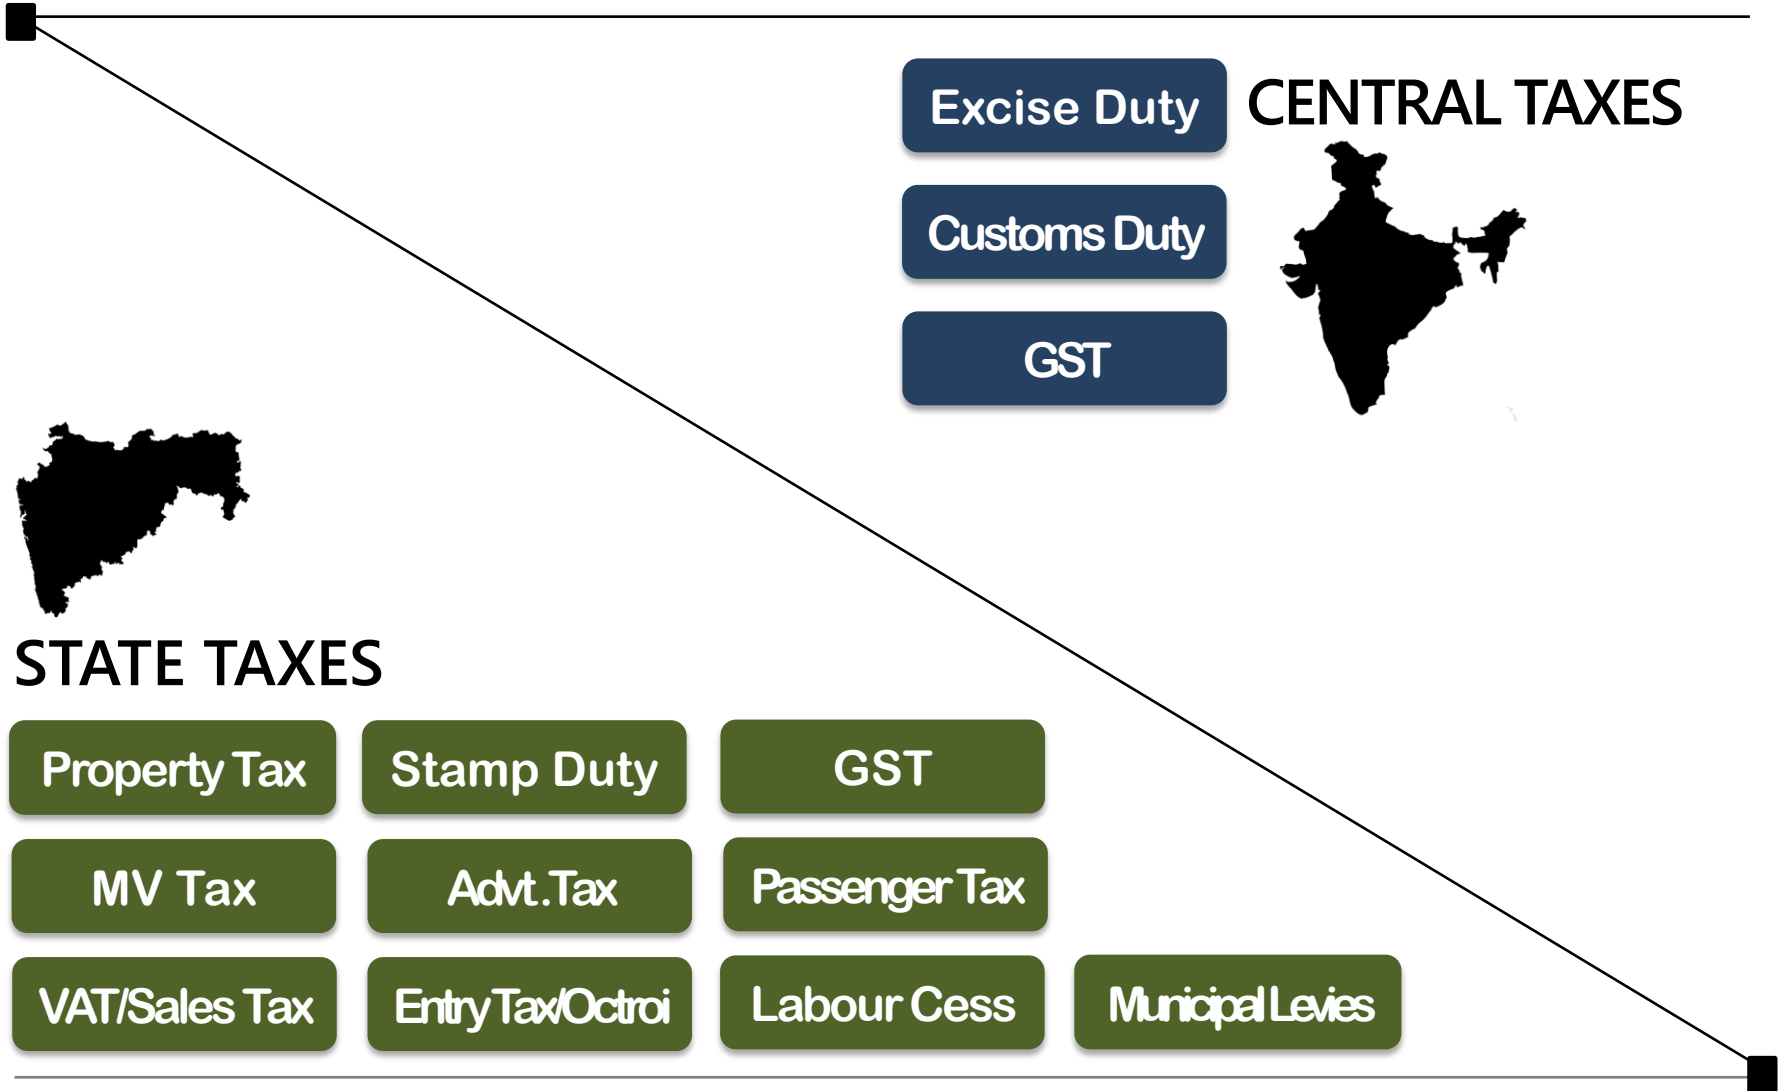 CENTRAL TAXES
Excise Duty
Customs Duty
GST
STATE TAXES
Property Tax
Stamp Duty
GST
MV Tax
Advt.Tax
Passenger Tax
VAT/Sales Tax
Entry Tax/Octroi
Labour Cess
Municipal Levies